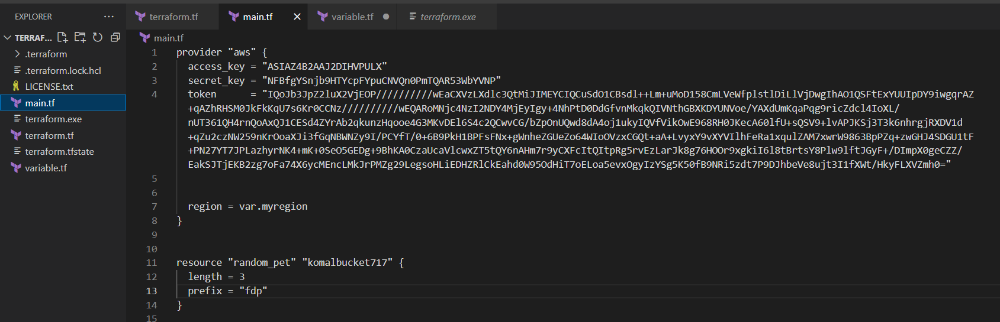 EXPLORER ···
terraform.tf
main.tf
variable.tf
terraform.exe
TERRAF...
.terraform
.terraform.lock.hcl
LICENSE.txt
main.tf
terraform.exe
terraform.tf
terraform.tfstate
variable.tf
main.tf
1 provider "aws" {
2 access_key = "ASIAZ4B2AAJ2DIHVPULX"
3 secret_key = "NFBfgYSnjb9HTYcpFYpuCNVQn0PmTQAR53WbYVNP"
4 token = "IQoJb3JpZ2luX2VjEOP//////////wEaCXVzLXdlc3QtMiJIMEYCIQCuSdO1CBsdl++Lm+uMoD158CmLVeWfplstlDiLlVjDwgIhAO1QSFtExYUUIpDY9iwgqrAZ
+qAZhRHSM0JkFkKqU7s6Kr0CCNz//////////wEQARoMNjc4NzI2NDY4MjEyIgy+4NhPtD0DdGfvnMkqkQIVNthGBXKDYUNVoe/YAXdUmKqaPqg9ricZdcl4IoXL/
nUT361QH4rnQoAxQJ1CESd4ZYrAb2qkunzHqooe4G3MKvDEl6S4c2QCwvCG/bZpOnUQwd8dA4oj1ukyIQVfVikOwE968RH0JKecA60lfU+sQSV9+lvAPJKSj3T3k6nhrgjRXDV1d
+qZu2czNW259nKrOoaXJi3fGqNBWNZy9I/PCYfT/0+6B9PkH1BPFsFNx+gWnheZGUeZo64WIoOVzxCGQt+aA+LvyxY9vXYVIlhFeRa1xqulZAM7xwrW9863BpPZq+zwGHJ4SDGU1tF
+PN27YT7JPLazhyrNK4+mK+0SeO5GEDg+9BhKA0CzaUcaVlcwxZT5tQY6nAHm7r9yCXFcItQItpRg5rvEzLarJk8g76HOOr9xgkiI6l8tBrtsY8Plw9lftJGyF+/DImpX0geCZZ/
EakSJTjEKB2zg7oFa74X6ycMEncLMkJrPMZg29LegsoHLiEDHZRlCkEahd0W95OdHiT7oELoa5evxOgyIzYSg5K50fB9NRi5zdt7P9DJhbeVe8ujt3I1fXWt/HkyFLXVZmh0="
5
6
7 region = var.myregion
8 }
9
10
11 resource "random_pet" "komalbucket717" {
12 length = 3
13 prefix = "fdp"
14 }
15